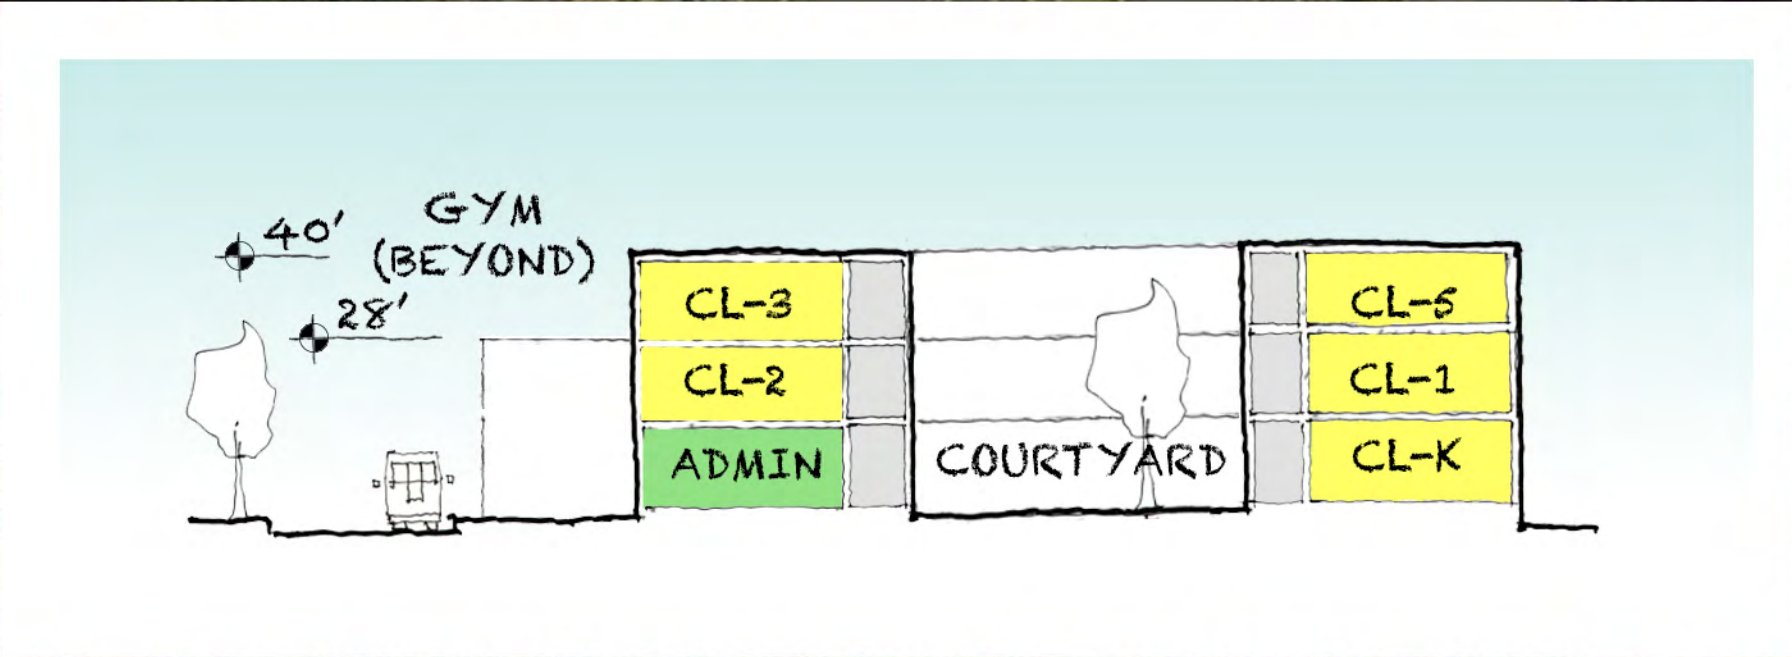 GYM
(BEYOND)
40'
28'
CL-3
CL-5
CL-2
CL-1
ADMIN
COURTYARD
CL-K